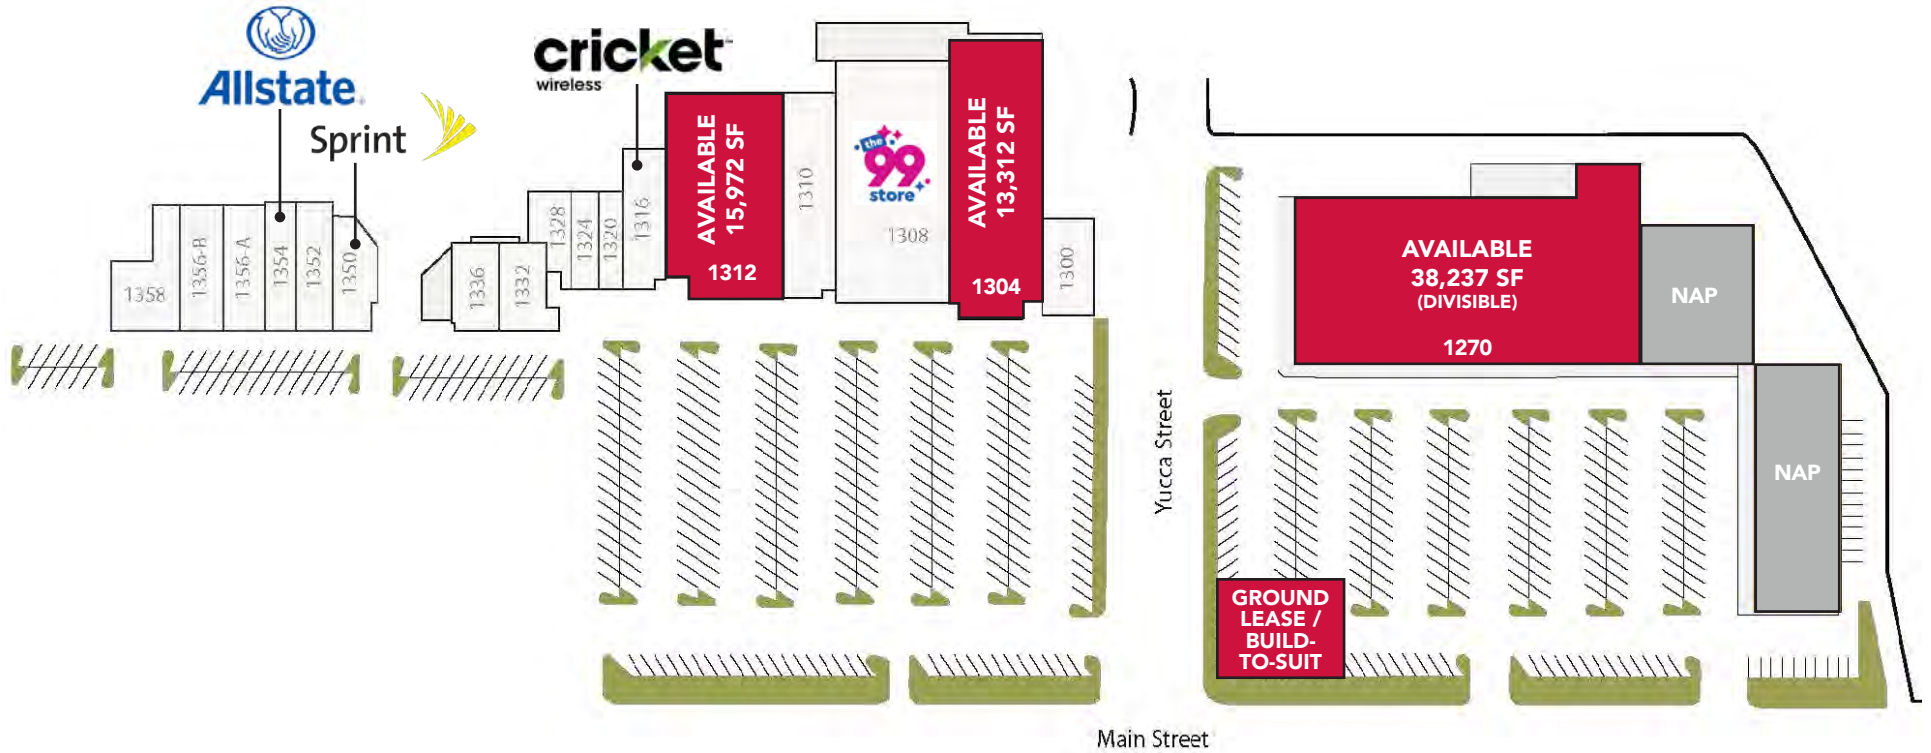 Allstate
Sprint
cricket
wireless
1358
1356-B
1356-A
1354
1352
1350
1336
1332
1328
1324
1320
1316
AVAILABLE
15,972 SF
1312
1310
the
99
store
1308
AVAILABLE
13,312 SF
1304
1300
Yucca Street
AVAILABLE
38,237 SF
(DIVISIBLE)
1270
NAP
NAP
GROUND
LEASE /
BUILD-
TO-SUIT
Main Street